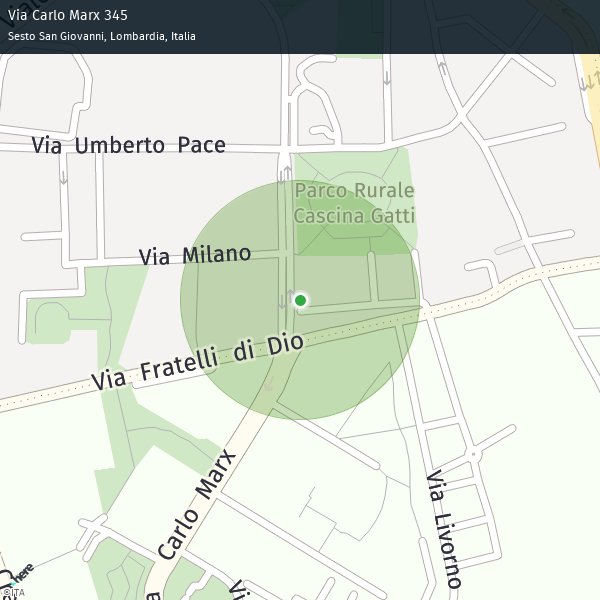 Via Carlo Marx 345
Sesto San Giovanni, Lombardia, Italia
Via Umberto Pace
Parco Rurale
Cascina Gatti
Via Milano
Via Fratelli di Dio
Carlo Marx
Via Livorno
here
©ITA